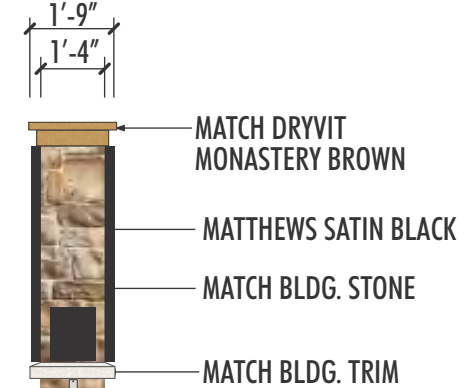 1'-9"
1'-4"
MATCH DRYVIT
MONASTERY BROWN
MATTHEWS SATIN BLACK
MATCH BLDG. STONE
MATCH BLDG. TRIM